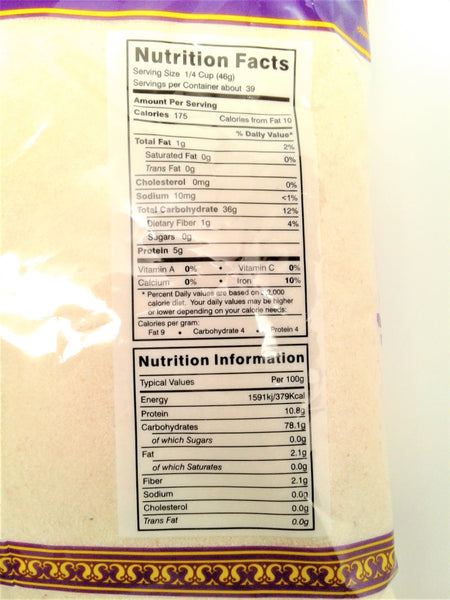 Nutrition Facts
Serving Size 1/4 Cup (46g)
Servings per Container about 39
Amount Per Serving
Calories 175 Calories from Fat 10
% Daily Value*
Total Fat 1g 2%
Saturated Fat 0g 0%
Trans Fat 0g
Cholesterol 0mg 0%
Sodium 10mg <1%
Total Carbohydrate 36g 12%
Dietary Fiber 1g 4%
Sugars 0g
Protein 5g
Vitamin A 0% • Vitamin C 0%
Calcium 0% • Iron 10%
* Percent Daily values are based on a 2,000
calorie diet. Your daily values may be higher
or lower depending on your calorie needs:
Calories per gram:
Fat 9 • Carbohydrate 4 • Protein 4
Nutrition Information
Typical Values Per 100g
Energy 1591kj/379Kcal
Protein 10.8g
Carbohydrates 78.1g
of which Sugars 0.0g
Fat 2.1g
of which Saturates 0.0g
Fiber 2.1g
Sodium 0.0g
Cholesterol 0.0g
Trans Fat 0.0g